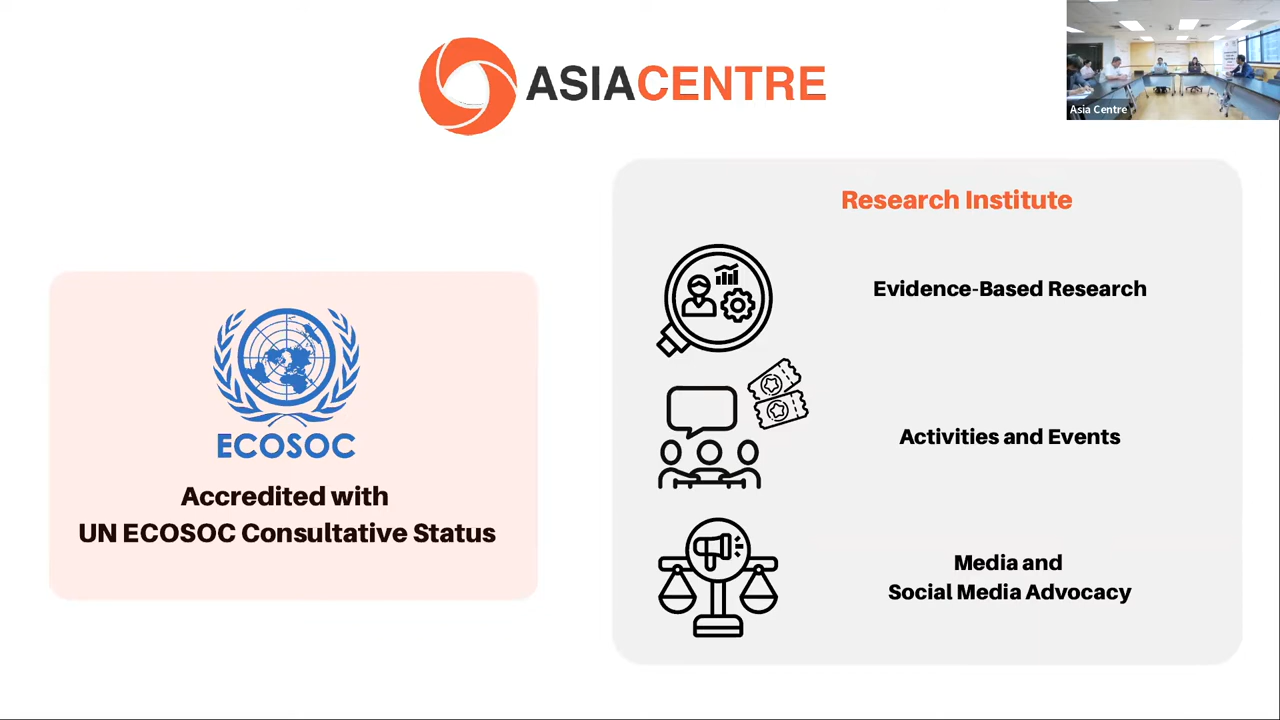 ASIACENTRE
Asia Centre
Research Institute
Evidence-Based Research
Activities and Events
Media and
Social Media Advocacy
ECOSOC
Accredited with
UN ECOSOC Consultative Status